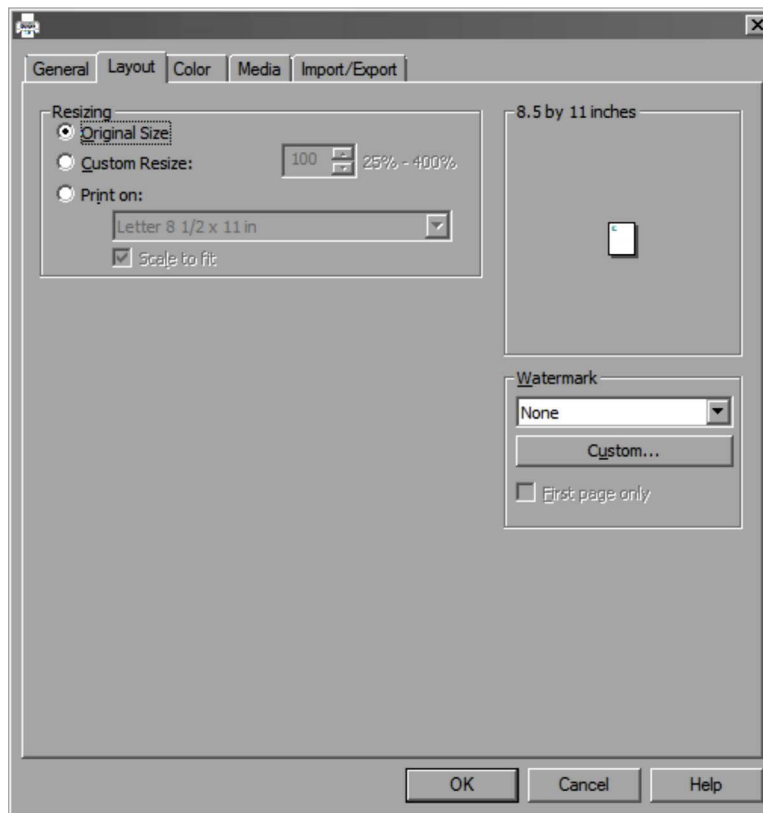 General Layout Color Media Import/Export
Resizing
Original Size
Custom Resize: 100 25% - 400%
Print on:
Letter 8 1/2 x 11 in
Scale to fit
8.5 by 11 inches
Watermark
None
Custom...
First page only
OK Cancel Help